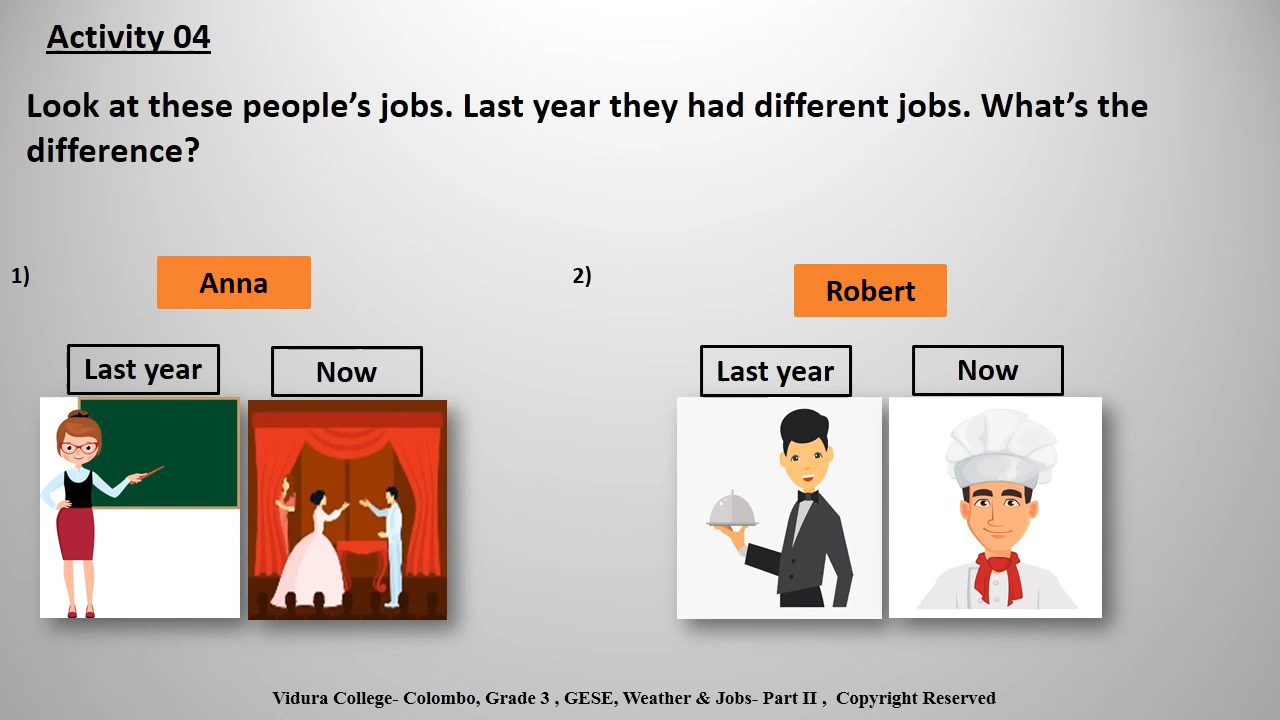 Activity 04
Look at these people’s jobs. Last year they had different jobs. What’s the
difference?
1)
Anna
Last year
Now
2)
Robert
Last year
Now
Vidura College- Colombo, Grade 3 , GESE, Weather & Jobs- Part II ,  Copyright Reserved